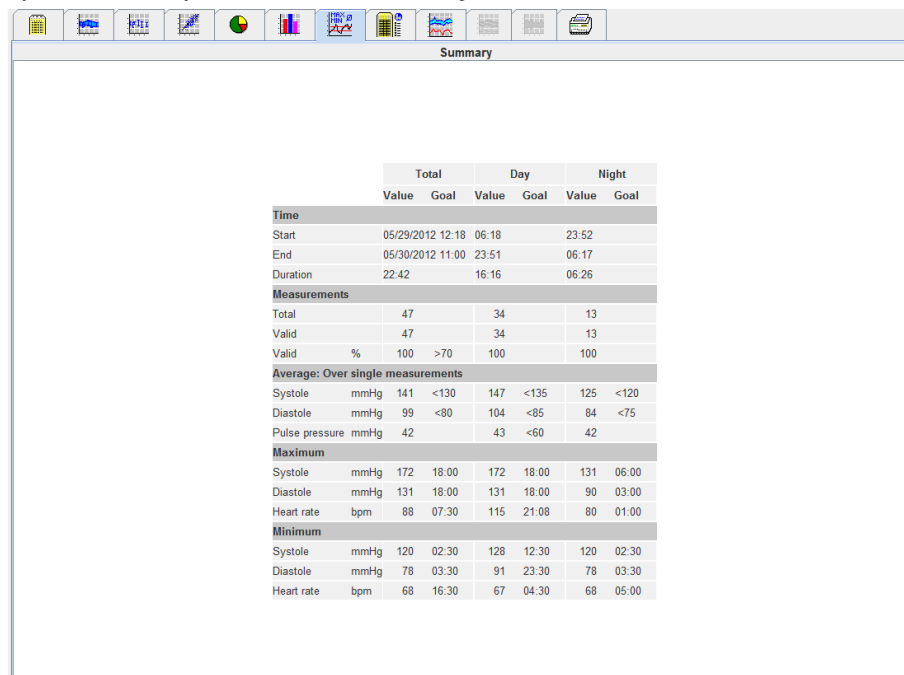 MAX Ø
MIN
Summary
Total Day Night
Value Goal Value Goal Value Goal
Time
Start 05/29/2012 12:18 06:18 23:52
End 05/30/2012 11:00 23:51 06:17
Duration 22:42 16:16 06:26
Measurements
Total 47 34 13
Valid 47 34 13
Valid % 100 >70 100 100
Average: Over single measurements
Systole mmHg 141 <130 147 <135 125 <120
Diastole mmHg 99 <80 104 <85 84 <75
Pulse pressure mmHg 42 43 <60 42
Maximum
Systole mmHg 172 18:00 172 18:00 131 06:00
Diastole mmHg 131 18:00 131 18:00 90 03:00
Heart rate bpm 88 07:30 115 21:08 80 01:00
Minimum
Systole mmHg 120 02:30 128 12:30 120 02:30
Diastole mmHg 78 03:30 91 23:30 78 03:30
Heart rate bpm 68 16:30 67 04:30 68 05:00